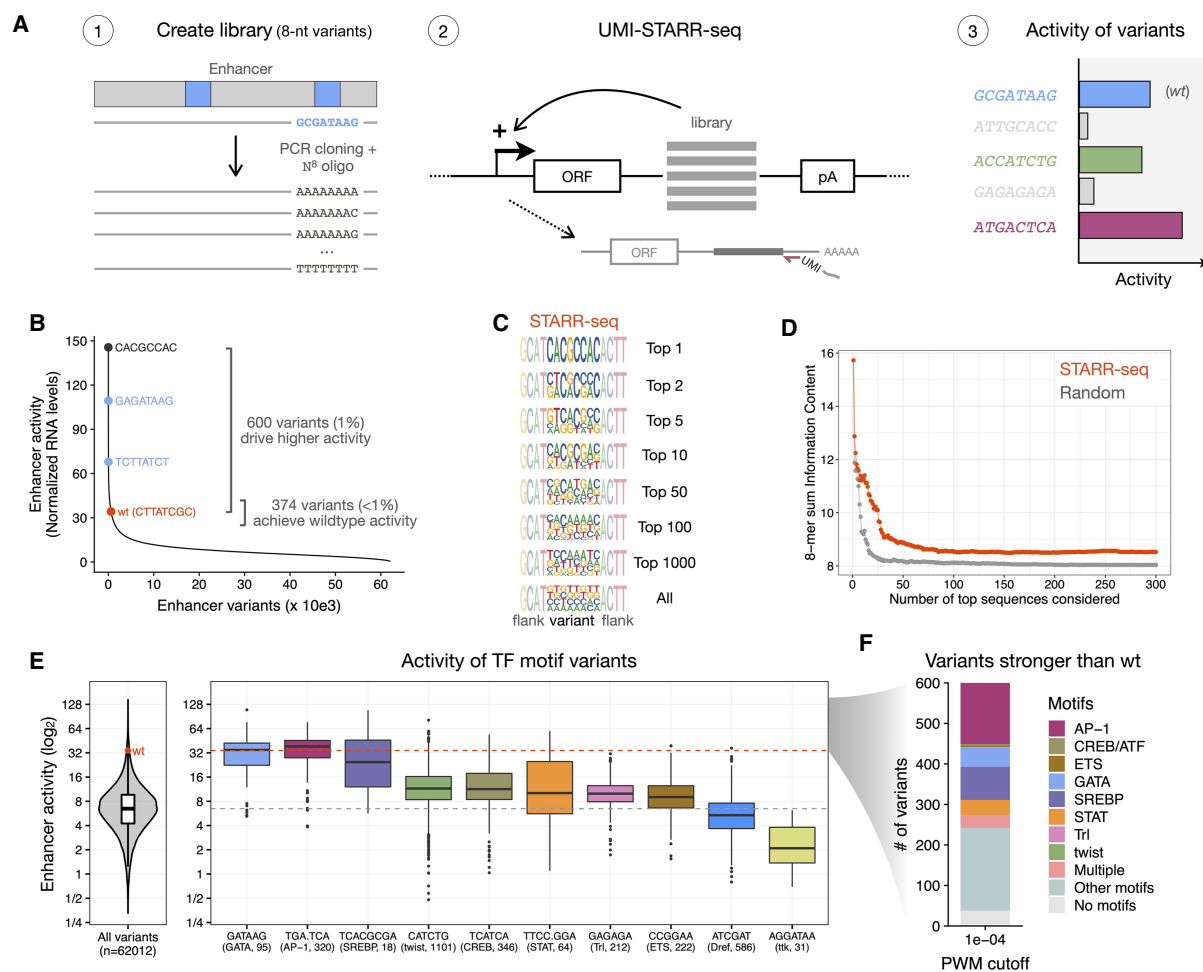 A
1
Create library (8-nt variants)
Enhancer
GCGATAAG
PCR cloning +
N8 oligo
AAAAAAAA
AAAAAAAC
AAAAAAAG
...
TTTTTTTT
2
UMI-STARR-seq
+
library
ORF
pA
ORF
AAAAA
UMI
3
Activity of variants
GCGATAAG
(wt)
ATTGCACC
ACCATCTG
GAGAGAGA
ATGACTCA
Activity
B
Enhancer activity
(Normalized RNA levels)
150
120
90
60
30
0
CACGCCAC
GAGATAAG
TCTTATCT
wt (CTTATCGC)
600 variants (1%)
drive higher activity
374 variants (<1%)
achieve wildtype activity
0 10 20 30 40 50 60
Enhancer variants (x 10e3)
C
STARR-seq
GCATCACGCCACACTT
Top 1
Top 2
Top 5
Top 10
Top 50
Top 100
Top 1000
All
flank variant flank
D
8-mer sum Information Content
16
14
12
10
8
STARR-seq
Random
0 50 100 150 200 250 300
Number of top sequences considered
E
Activity of TF motif variants
Enhancer activity (log2)
128
64
32
16
8
4
2
1
1/2
1/4
wt
All variants
(n=62012)
128
64
32
16
8
4
2
1
1/2
1/4
GATAAG
(GATA, 95)
TGA.TCA
(AP-1, 320)
TCACGCGA
(SREBP, 18)
CATCTG
(twist, 1101)
TCATCA
(CREB, 346)
TTCC.GGA
(STAT, 64)
GAGAGA
(Trl, 212)
CCGGAA
(ETS, 222)
ATCGAT
(Dref, 586)
AGGATAA
(ttk, 31)
F
Variants stronger than wt
# of variants
600
500
400
300
200
100
0
1e-04
PWM cutoff
Motifs
AP-1
CREB/ATF
ETS
GATA
SREBP
STAT
Trl
twist
Multiple
Other motifs
No motifs